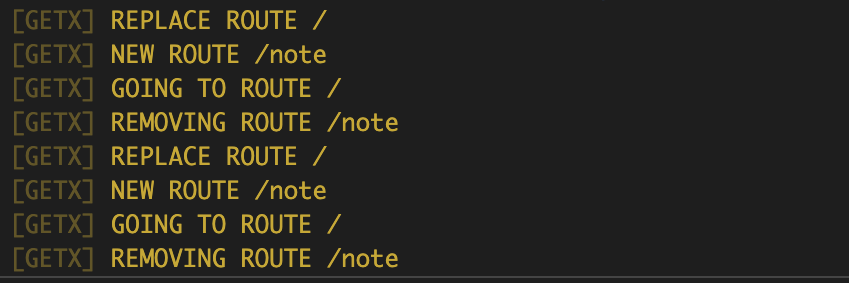 [GETX] REPLACE ROUTE /
[GETX] NEW ROUTE /note
[GETX] GOING TO ROUTE /
[GETX] REMOVING ROUTE /note
[GETX] REPLACE ROUTE /
[GETX] NEW ROUTE /note
[GETX] GOING TO ROUTE /
[GETX] REMOVING ROUTE /note